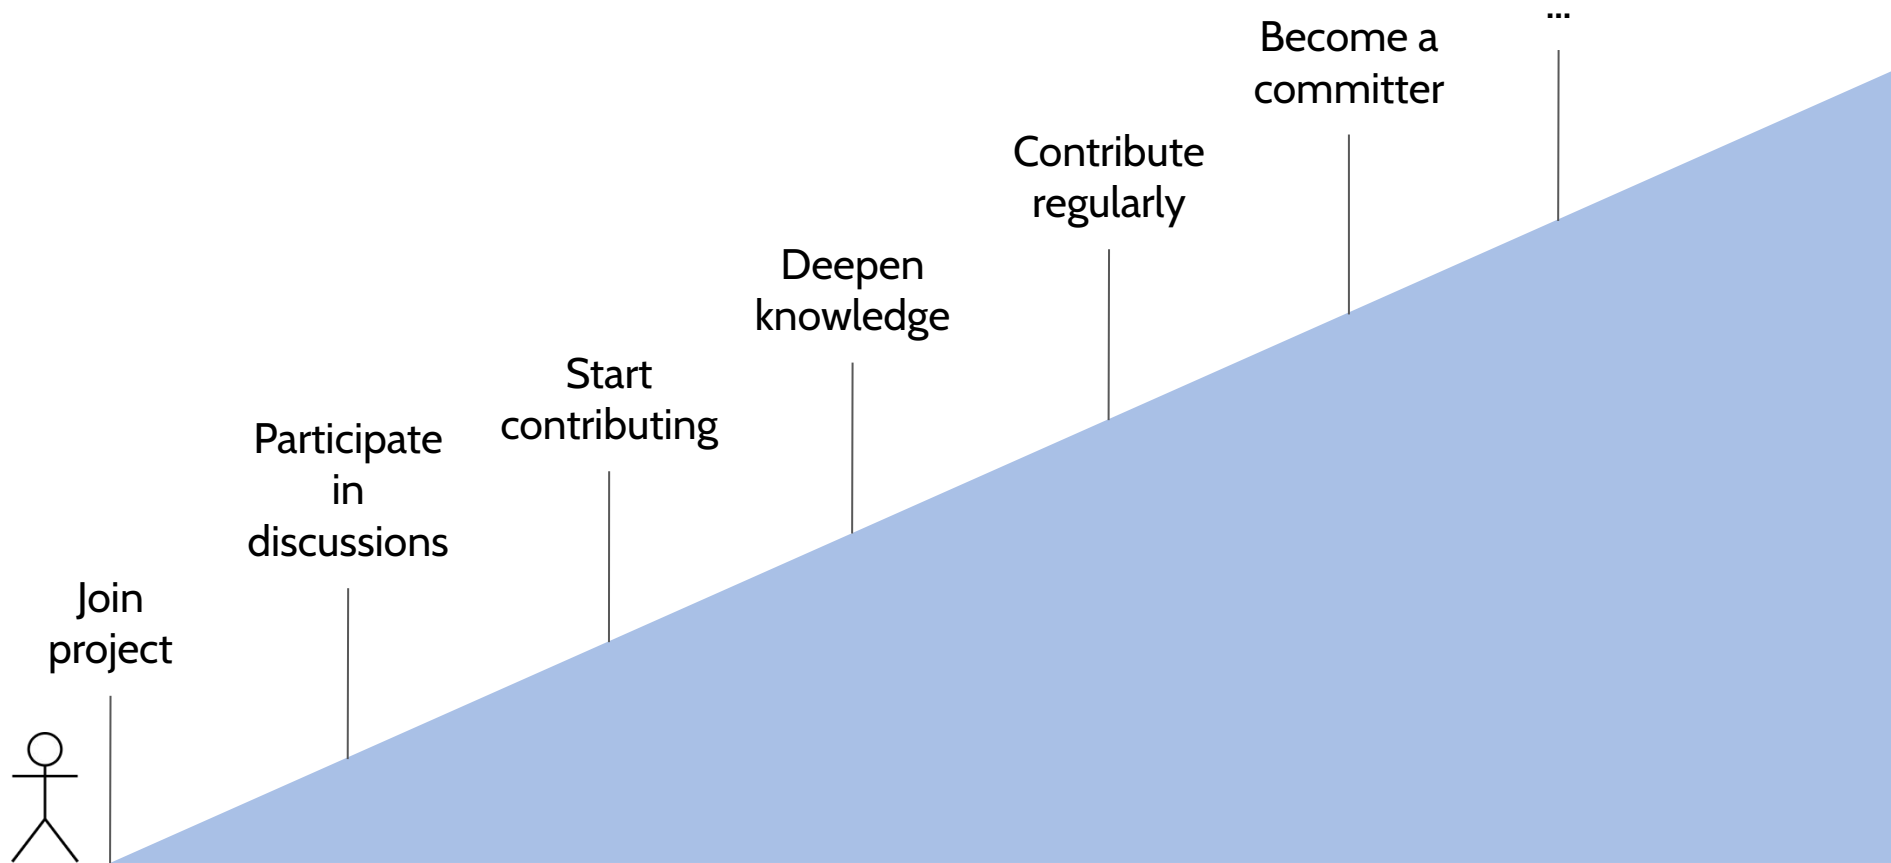 Join
project
Participate
in
discussions
Start
contributing
Deepen
knowledge
Contribute
regularly
Become a
committer
...